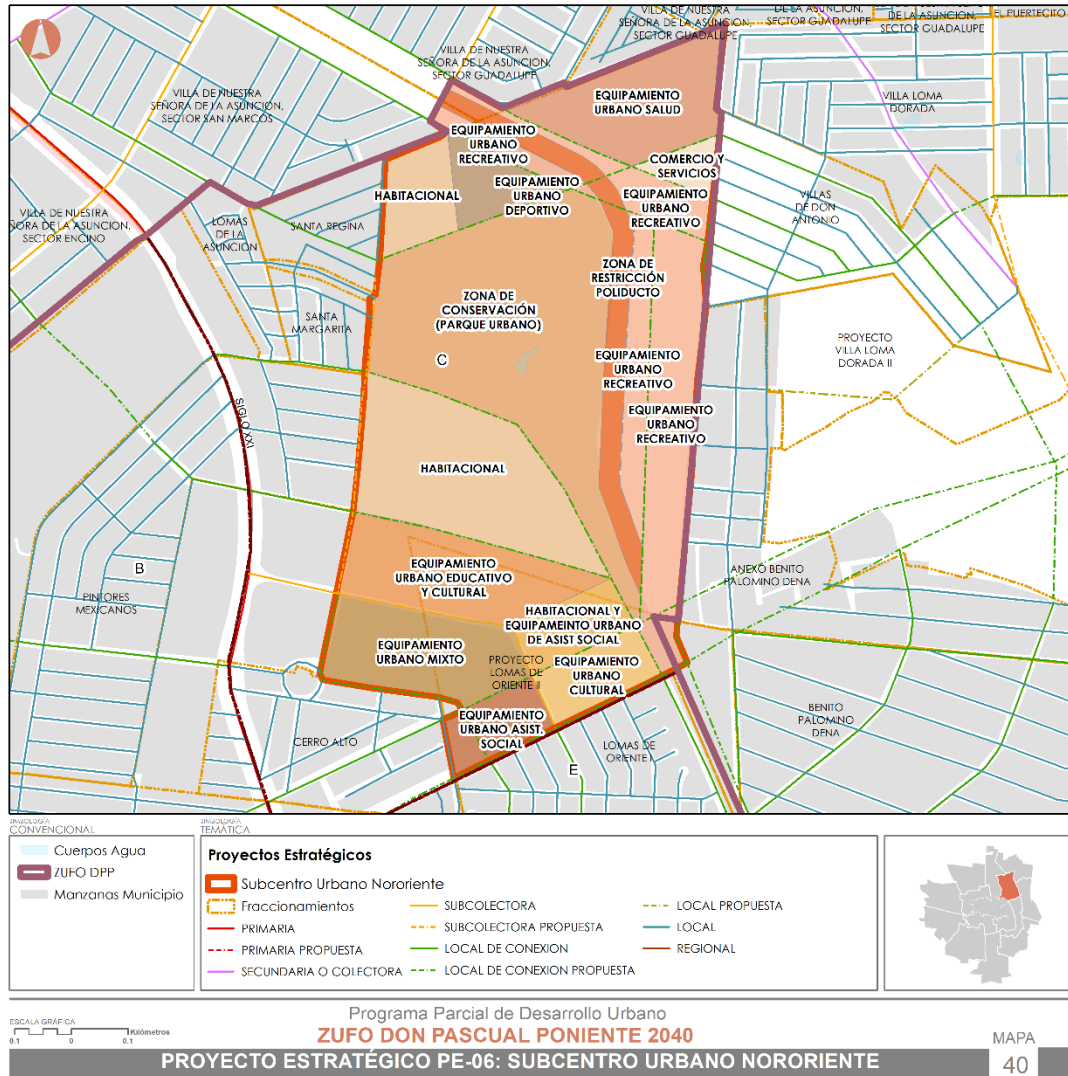 VILLA DE NUESTRA
SEÑORA DE LA ASUNCION,
SECTOR GUADALUPE
DE LA ASUNCION,
SECTOR GUADALUPE
DE LA ASUNCION,
SECTOR GUADALUPE
EL PUERTECITO
VILLA DE NUESTRA
SEÑORA DE LA ASUNCION,
SECTOR GUADALUPE
VILLA DE NUESTRA
SEÑORA DE LA ASUNCION,
SECTOR SAN MARCOS
EQUIPAMIENTO
URBANO SALUD
VILLA LOMA
DORADA
EQUIPAMIENTO
URBANO
RECREATIVO
COMERCIO Y
SERVICIOS
HABITACIONAL
EQUIPAMIENTO
URBANO
DEPORTIVO
EQUIPAMIENTO
URBANO
RECREATIVO
VILLAS
DE DON
ANTONIO
VILLA DE NUESTRA
ÑORA DE LA ASUNCION,
SECTOR ENCINO
LOMAS
DE LA
ASUNCION
SANTA REGINA
ZONA DE
RESTRICCIÓN
POLIDUCTO
ZONA DE
CONSERVACIÓN
(PARQUE URBANO)
SANTA
MARGARITA
PROYECTO
VILLA LOMA
DORADA II
C
EQUIPAMIENTO
URBANO
RECREATIVO
SIGLO XXI
EQUIPAMIENTO
URBANO
RECREATIVO
HABITACIONAL
B
PINTORES
MEXICANOS
EQUIPAMIENTO
URBANO EDUCATIVO
Y CULTURAL
ANEXO BENITO
PALOMINO DENA
HABITACIONAL Y
EQUIPAMEINTO URBANO
DE ASIST SOCIAL
EQUIPAMIENTO
URBANO MIXTO
PROYECTO
LOMAS DE
ORIENTE II
EQUIPAMIENTO
URBANO
CULTURAL
EQUIPAMIENTO
URBANO ASIST.
SOCIAL
CERRO ALTO
LOMAS DE
ORIENTE I
BENITO
PALOMINO
DENA
E
SIMBOLOGÍA
CONVENCIONAL
Cuerpos Agua
ZUFO DPP
Manzanas Municipio
SIMBOLOGÍA
TEMÁTICA
Proyectos Estratégicos
Subcentro Urbano Nororiente
Fraccionamientos
PRIMARIA
PRIMARIA PROPUESTA
SECUNDARIA O COLECTORA
SUBCOLECTORA
SUBCOLECTORA PROPUESTA
LOCAL DE CONEXION
LOCAL DE CONEXION PROPUESTA
LOCAL PROPUESTA
LOCAL
REGIONAL
ESCALA GRÁFICA
0.1 0 0.1 Kilómetros
Programa Parcial de Desarrollo Urbano
ZUFO DON PASCUAL PONIENTE 2040
PROYECTO ESTRATÉGICO PE-06: SUBCENTRO URBANO NORORIENTE
MAPA
40